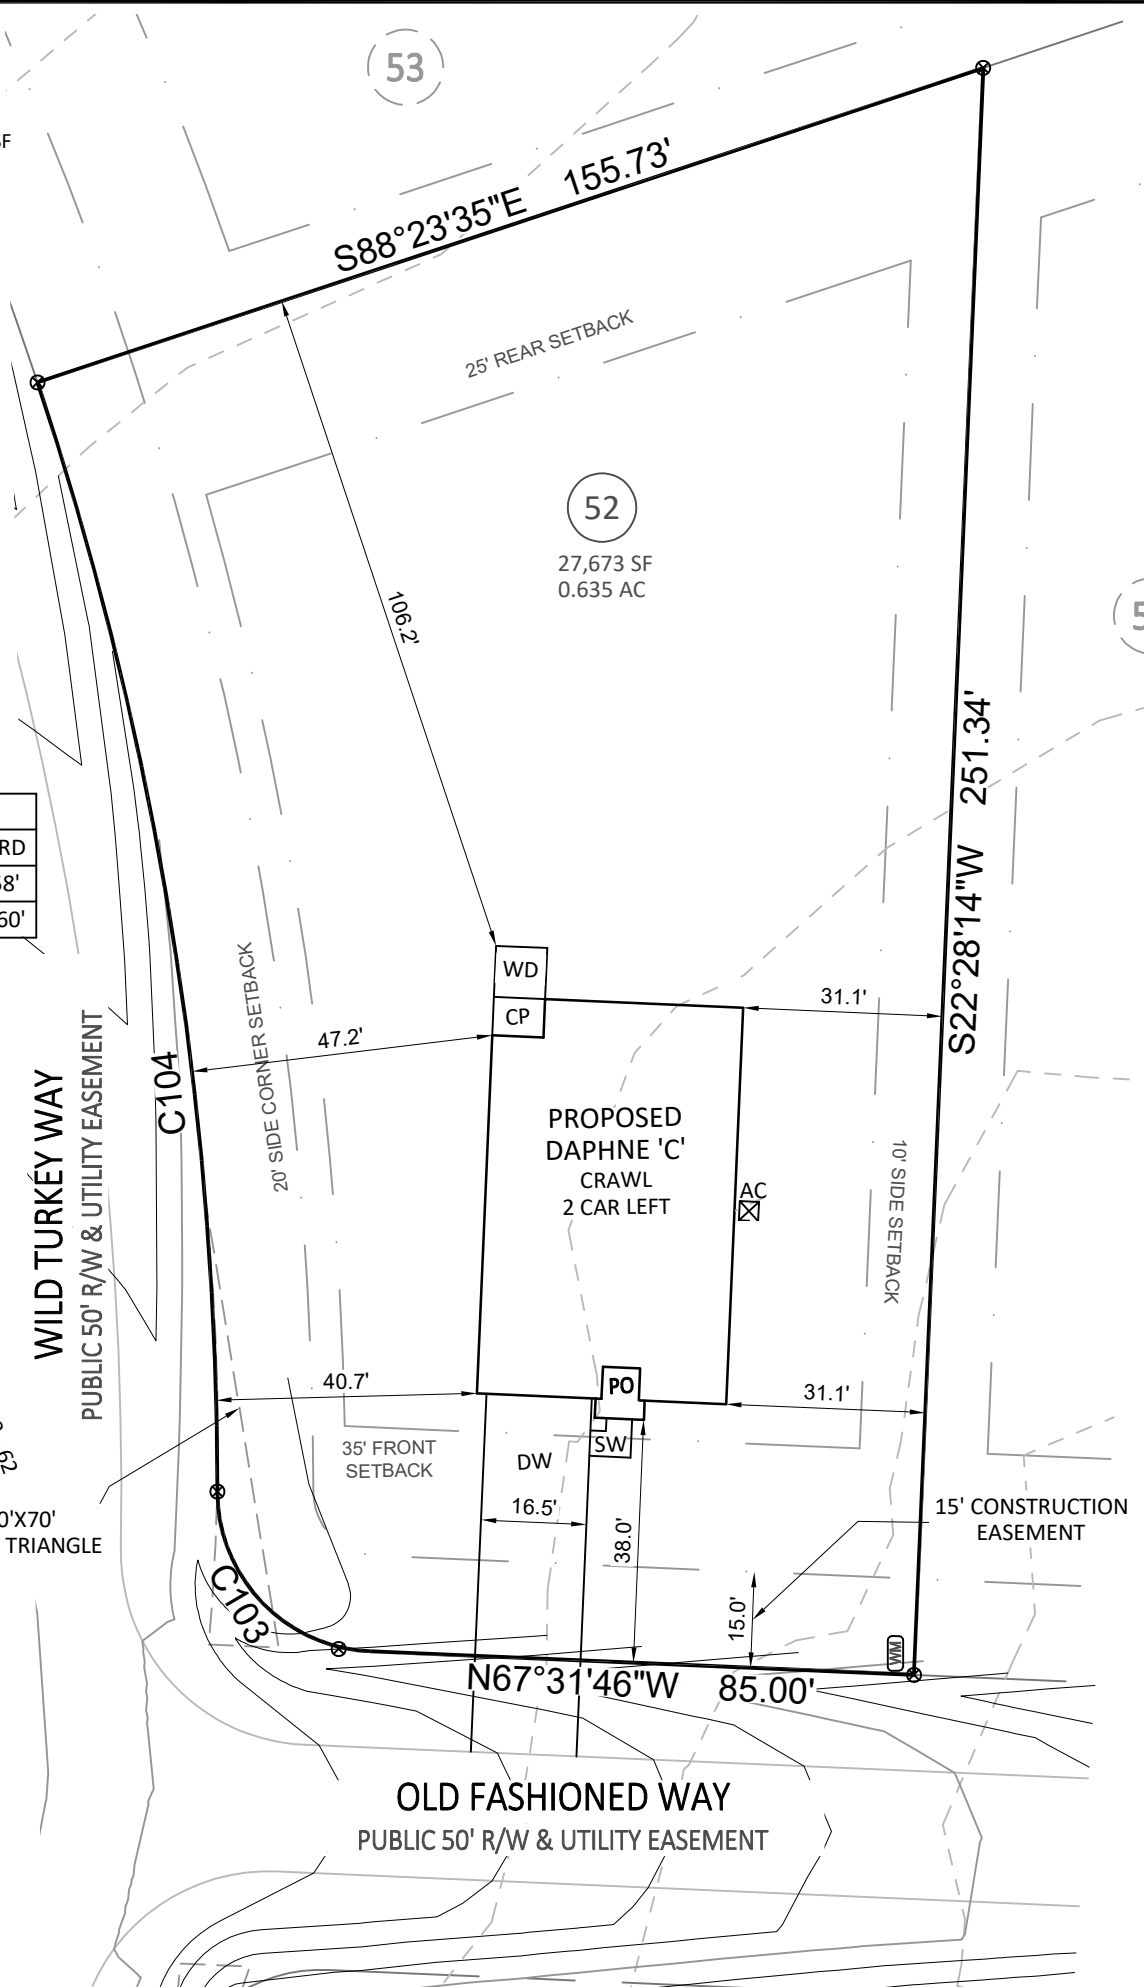 53
SF
S88°23'35"E 155.73'
25' REAR SETBACK
52
27,673 SF
0.635 AC
106.2'
S22°28'14"W 251.34'
RD
60'
WD
CP
31.1'
47.2'
20' SIDE CORNER SETBACK
C104
WILD TURKEY WAY
PUBLIC 50' R/W & UTILITY EASEMENT
PROPOSED
DAPHNE 'C'
CRAWL
2 CAR LEFT
AC
10' SIDE SETBACK
40.7'
PO
31.1'
35' FRONT
SETBACK
DW
SW
16.5'
38.0'
62
0'X70'
TRIANGLE
15' CONSTRUCTION
EASEMENT
15.0'
C103
WM
N67°31'46"W 85.00'
OLD FASHIONED WAY
PUBLIC 50' R/W & UTILITY EASEMENT